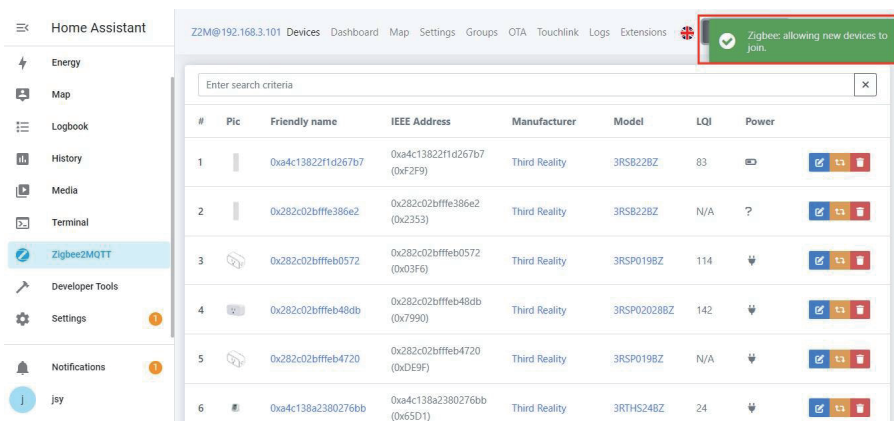 Home Assistant
Energy
Map
Logbook
History
Media
Terminal
Zigbee2MQTT
Developer Tools
Settings 1
Notifications 1
j jsy
Z2M@192.168.3.101 Devices Dashboard Map Settings Groups OTA Touchlink Logs Extensions
Zigbee: allowing new devices to
join.
Enter search criteria
# Pic Friendly name IEEE Address Manufacturer Model LQI Power
1 0xa4c13822f1d267b7 0xa4c13822f1d267b7 Third Reality 3RSB22BZ 83
(0xF2F9)
2 0x282c02bfffe386e2 0x282c02bfffe386e2 Third Reality 3RSB22BZ N/A ?
(0x2353)
3 0x282c02bfffeb0572 0x282c02bfffeb0572 Third Reality 3RSP019BZ 114
(0x03F6)
4 0x282c02bfffeb48db 0x282c02bfffeb48db Third Reality 3RSP02028BZ 142
(0x7990)
5 0x282c02bfffeb4720 0x282c02bfffeb4720 Third Reality 3RSP019BZ N/A
(0xDE9F)
6 0xa4c138a2380276bb 0xa4c138a2380276bb Third Reality 3RTHS24BZ 24
(0x65D1)